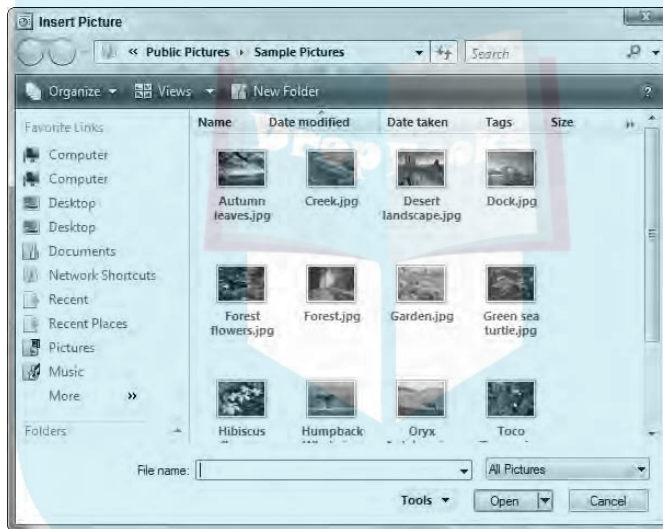 Insert Picture
« Public Pictures › Sample Pictures
Search
Organize Views New Folder ?
Favorite Links
Name Date modified Date taken Tags Size »
Computer
Computer
Desktop
Desktop
Documents
Network Shortcuts
Recent
Recent Places
Pictures
Music
More »
Folders
Autumn leaves.jpg
Creek.jpg
Desert landscape.jpg
Dock.jpg
Forest flowers.jpg
Forest.jpg
Garden.jpg
Green sea turtle.jpg
Hibiscus
Humpback
Oryx
Toco
File name:
All Pictures
Tools Open Cancel